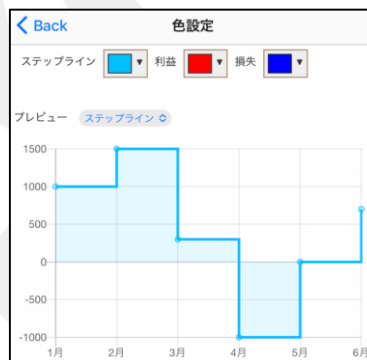 Back 色設定
ステップライン 利益 損失
プレビュー ステップライン
1500
1000
500
0
-500
-1000
1月 2月 3月 4月 5月 6月